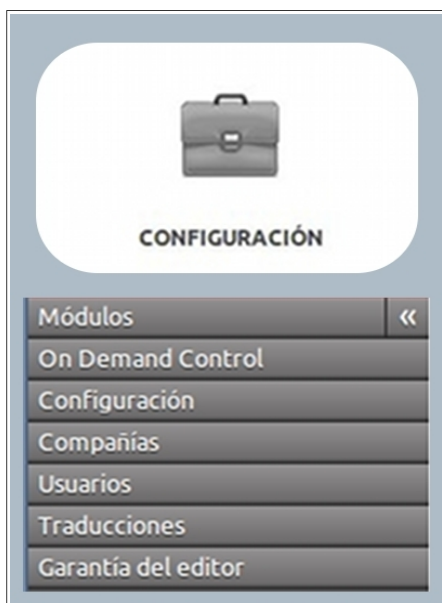 CONFIGURACIÓN
Módulos «
On Demand Control
Configuración
Compañías
Usuarios
Traducciones
Garantía del editor